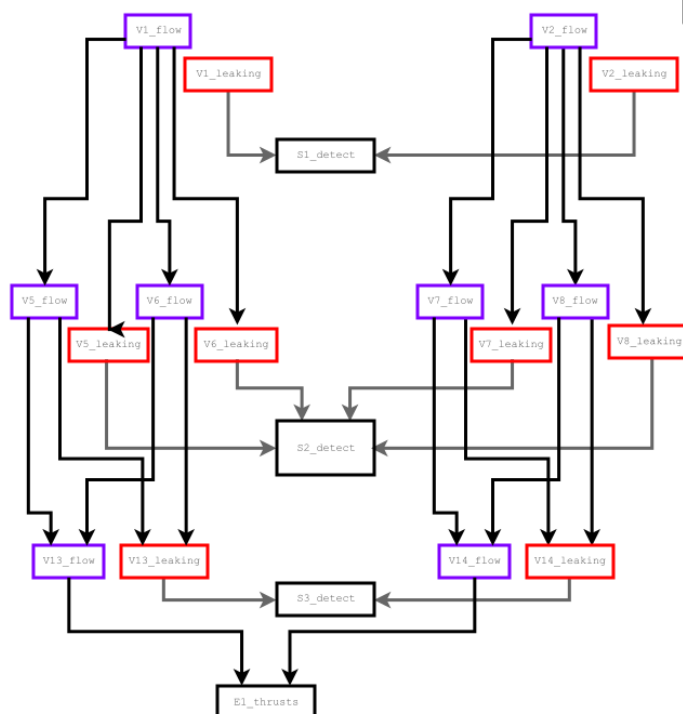 V1_flow
V2_flow
V1_leaking
V2_leaking
S1_detect
V5_flow
V6_flow
V7_flow
V8_flow
V5_leaking
V6_leaking
V7_leaking
V8_leaking
S2_detect
V13_flow
V13_leaking
V14_flow
V14_leaking
S3_detect
E1_thrusts